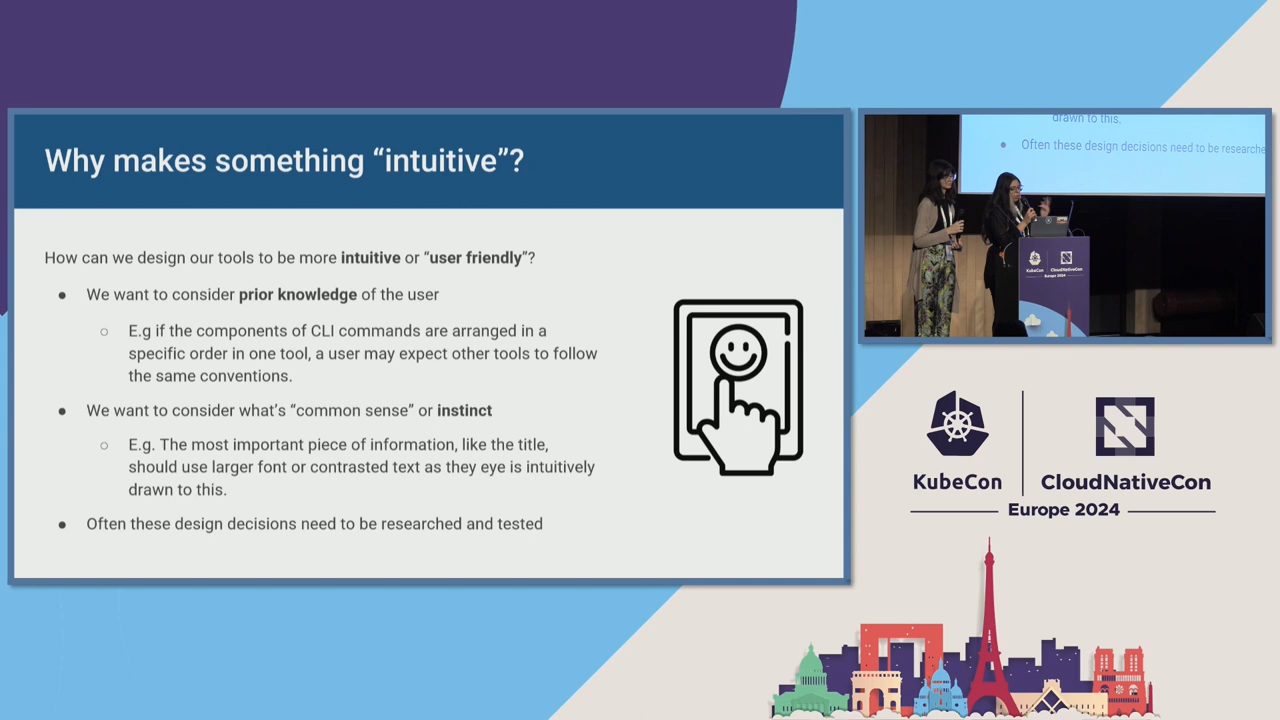 Why makes something “intuitive”?
How can we design our tools to be more intuitive or “user friendly”?
● We want to consider prior knowledge of the user
○ E.g if the components of CLI commands are arranged in a
specific order in one tool, a user may expect other tools to follow
the same conventions.
● We want to consider what’s “common sense” or instinct
○ E.g. The most important piece of information, like the title,
should use larger font or contrasted text as they eye is intuitively
drawn to this.
● Often these design decisions need to be researched and tested
drawn to this.
● Often these design decisions need to be researche
KubeCon
CloudNativeCon
Europe 2024
KubeCon
CloudNativeCon
Europe 2024